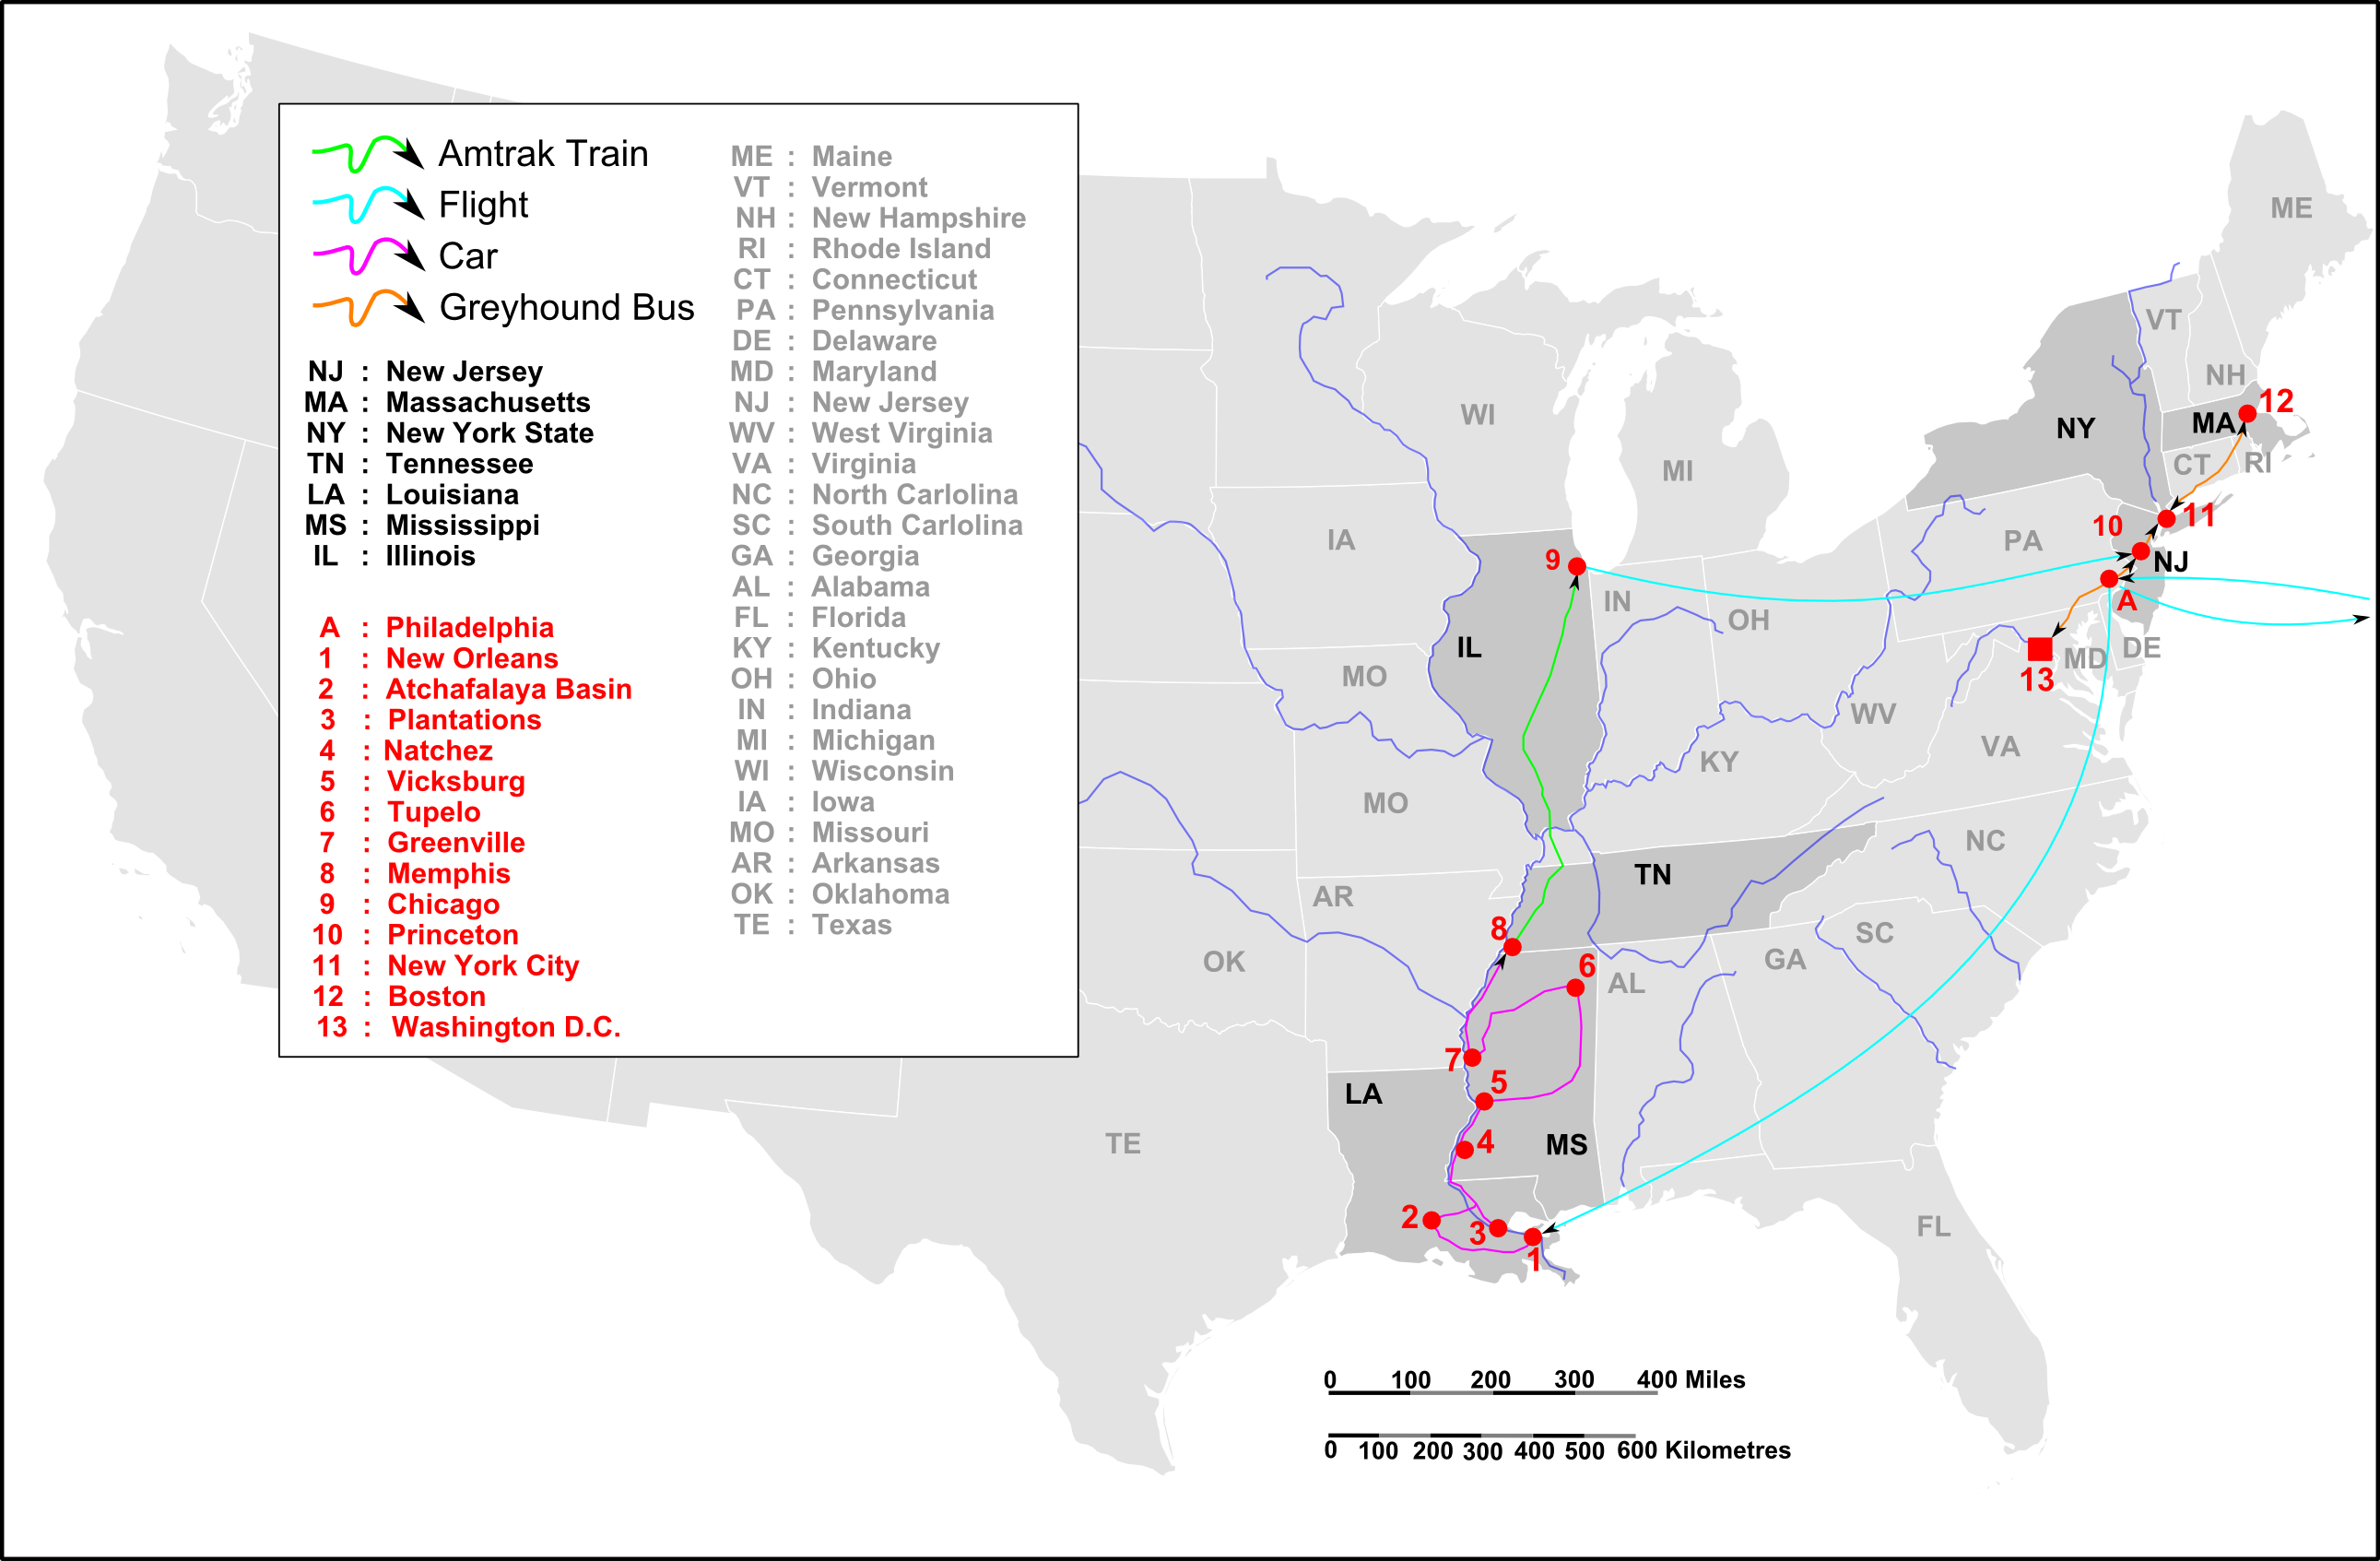 Amtrak Train
Flight
Car
Greyhound Bus
NJ : New Jersey
MA : Massachusetts
NY : New York State
TN : Tennessee
LA : Louisiana
MS : Mississippi
IL : Illinois
A : Philadelphia
1 : New Orleans
2 : Atchafalaya Basin
3 : Plantations
4 : Natchez
5 : Vicksburg
6 : Tupelo
7 : Greenville
8 : Memphis
9 : Chicago
10 : Princeton
11 : New York City
12 : Boston
13 : Washington D.C.
ME : Maine
VT : Vermont
NH : New Hampshire
RI : Rhode Island
CT : Connecticut
PA : Pennsylvania
DE : Delaware
MD : Maryland
NJ : New Jersey
WV : West Virginia
VA : Virginia
NC : North Carlolina
SC : South Carlolina
GA : Georgia
AL : Alabama
FL : Florida
KY : Kentucky
OH : Ohio
IN : Indiana
MI : Michigan
WI : Wisconsin
IA : Iowa
MO : Missouri
AR : Arkansas
OK : Oklahoma
TE : Texas
ME
VT
NH
12
MA
NY
WI
CT
RI
MI
11
10
IA
PA
NJ
9
IN
A
OH
IL
DE
MD
MO
13
WV
VA
KY
MO
NC
TN
AR
8
SC
GA
OK
6
AL
7
5
LA
4
MS
TE
2
3
FL
1
0 100 200 300 400 Miles
0 100 200 300 400 500 600 Kilometres